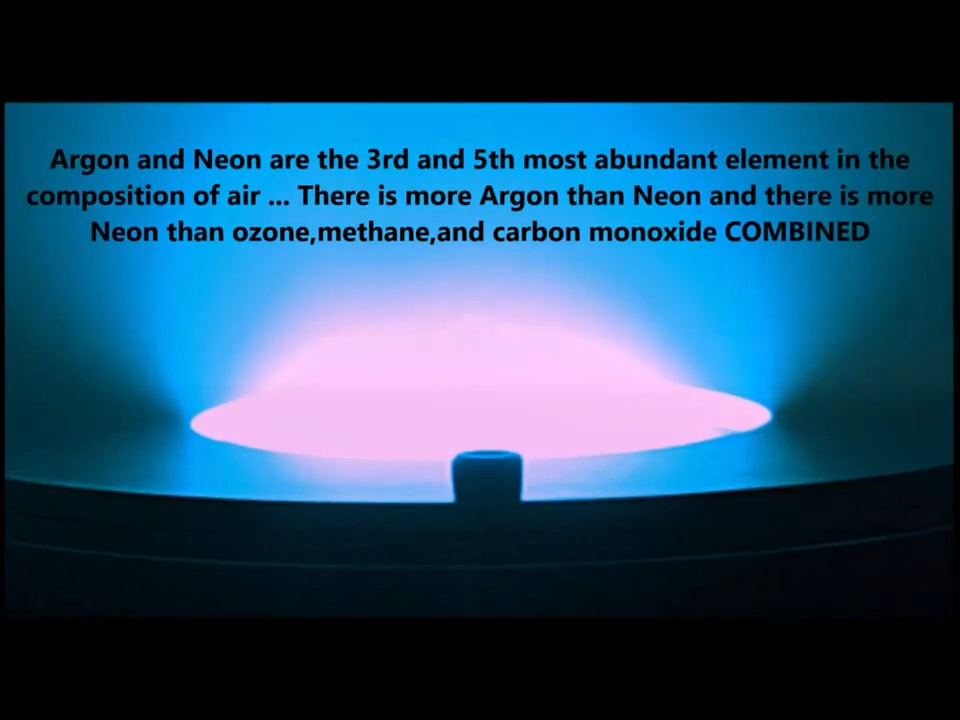 Argon and Neon are the 3rd and 5th most abundant element in the
composition of air ... There is more Argon than Neon and there is more
Neon than ozone,methane,and carbon monoxide COMBINED